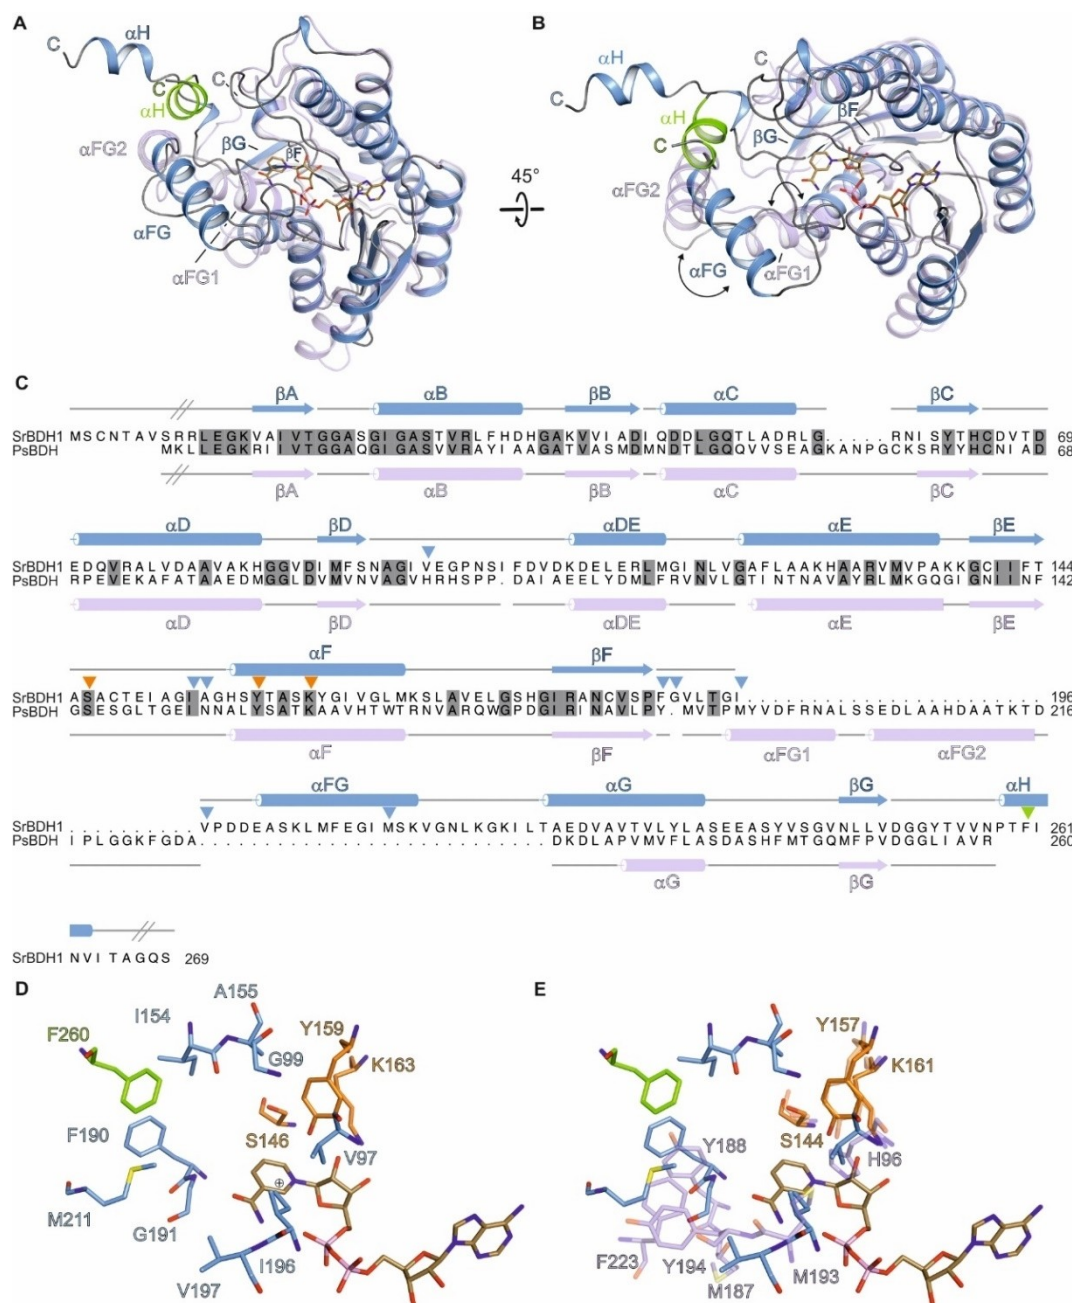 A
B
C
αH
C
αH
αFG2
βG
βF
αFG
αFG1
45°
αH
C
αH
C
αFG2
βG
βF
αFG
αFG1
C
βA αB βB αC βC
SrBDH1 MSCNTAVSRRLEGKVAIVTGGASGIGASTVRLFHDHGAKVVIADIQDDLGQTLADRLG.....RNISYTHCDVTD 69
PsBDH MKLLEGKRIIVTGGAQGIGASVVRAYIAAGATVASMDMNDTLGQQVVSEAGKANPGCKSRYYHCNIAD 68
βA αB βB αC βC
αD βD αDE αE βE
SrBDH1 EDQVRALVDAAVAKHGGVDIMFSNAGIVEGPNSIFDVDKDELERLMGINLVGAFLAAKHAARVMVPAKKGCIIFT 144
PsBDH RPEVEKAFATAAEDMGGLDVMVNVAGVHRHSPP.DAIAEELYDMLFRVNVLGTINTNAVAYRLMKGQGIGNIINF 142
αD βD αDE αE βE
αF βF
SrBDH1 ASSACTEIAGIAGHSYTASKYGIVGLMKSLAVELGSHGIRANCVSPFGVLTGI 196
PsBDH GSESGLTGEINNALYSATKAAVHTWTRNVARQWGPDGIRINAVLPY.MVTPMYVDFRNALSSEDLAAHDAATKTD 216
αF βF αFG1 αFG2
αFG αG βG αH
SrBDH1 ..........VPDDEASKLMFEGIMSKVGNLKGKILTAEDVAVTVLYLASEEASYVSGVNLLVDGGYTVVNPTFI 261
PsBDH IPLGGKFGDA..........................DKDLAPVMVFLASDASHFMTGQMFPVDGGLIAVR 260
αG βG
SrBDH1 NVITAGQS 269
D
A155
I154
F260
Y159
G99
K163
F190
S146
V97
M211
G191
I196
V197
E
Y157
K161
S144
Y188
H96
F223
Y194
M193
M187